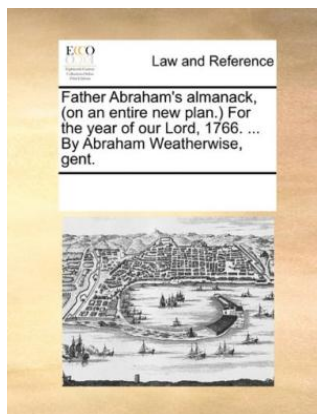 ECCO
Law and Reference
Father Abraham's almanack,
(on an entire new plan.) For
the year of our Lord, 1766. ...
By Abraham Weatherwise,
gent.